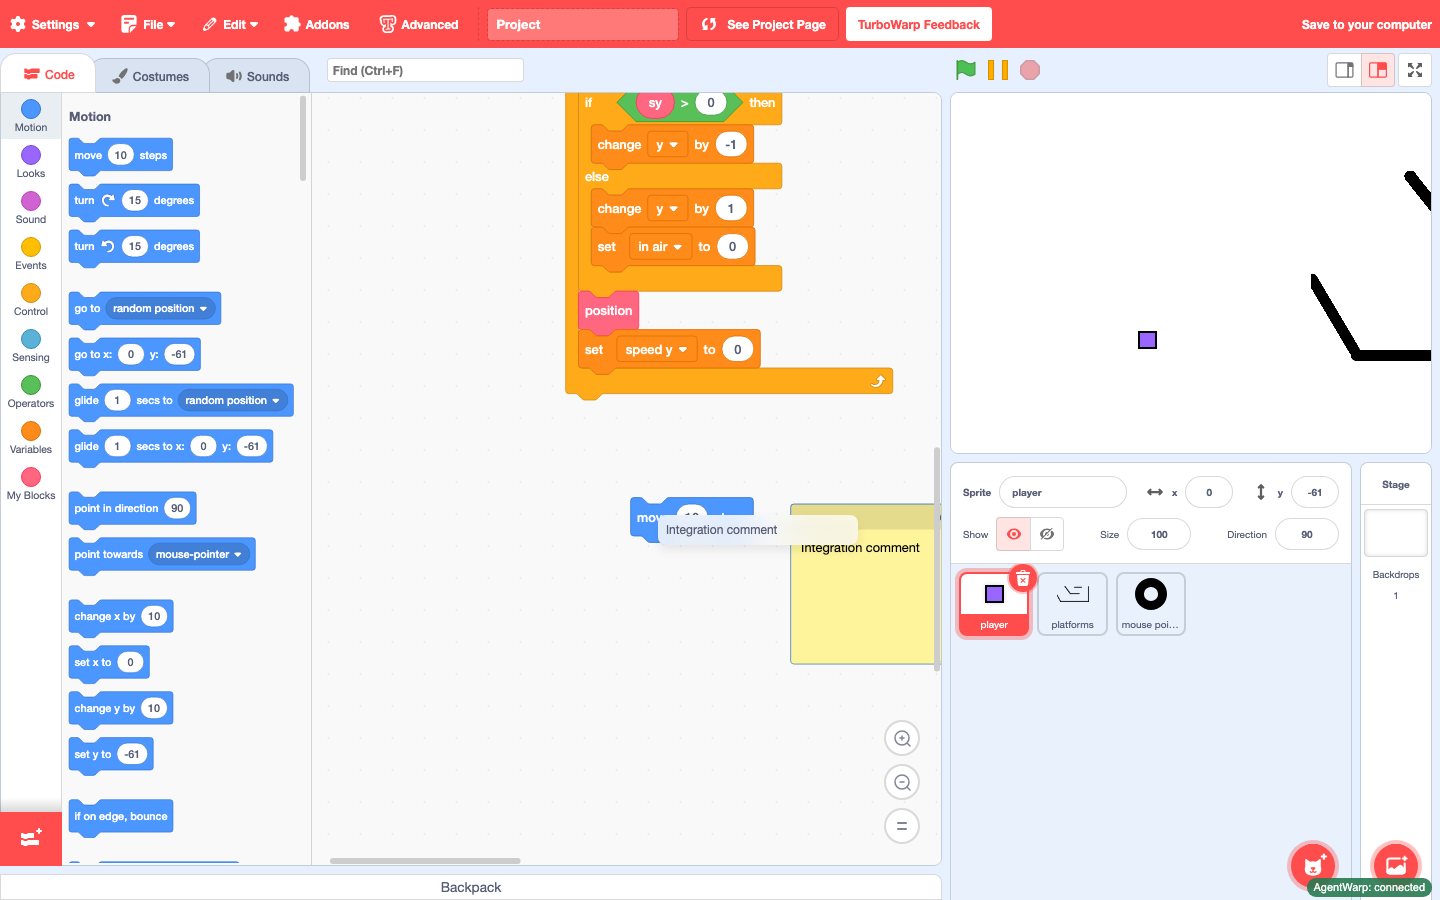 Settings
File
Edit
Addons
Advanced
Project
See Project Page
TurboWarp Feedback
Save to your computer
Code
Costumes
Sounds
Find (Ctrl+F)
Motion
Looks
Sound
Events
Control
Sensing
Operators
Variables
My Blocks
Motion
move 10 steps
turn 15 degrees
turn 15 degrees
go to random position
go to x: 0 y: -61
glide 1 secs to random position
glide 1 secs to x: 0 y: -61
point in direction 90
point towards mouse-pointer
change x by 10
set x to 0
change y by 10
set y to -61
if on edge, bounce
if sy > 0 then
change y by -1
else
change y by 1
set in air to 0
position
set speed y to 0
Integration comment
Integration comment
Backpack
Sprite player x 0 y -61
Show Size 100 Direction 90
player
platforms
mouse poi...
Stage
Backdrops
1
AgentWarp: connected